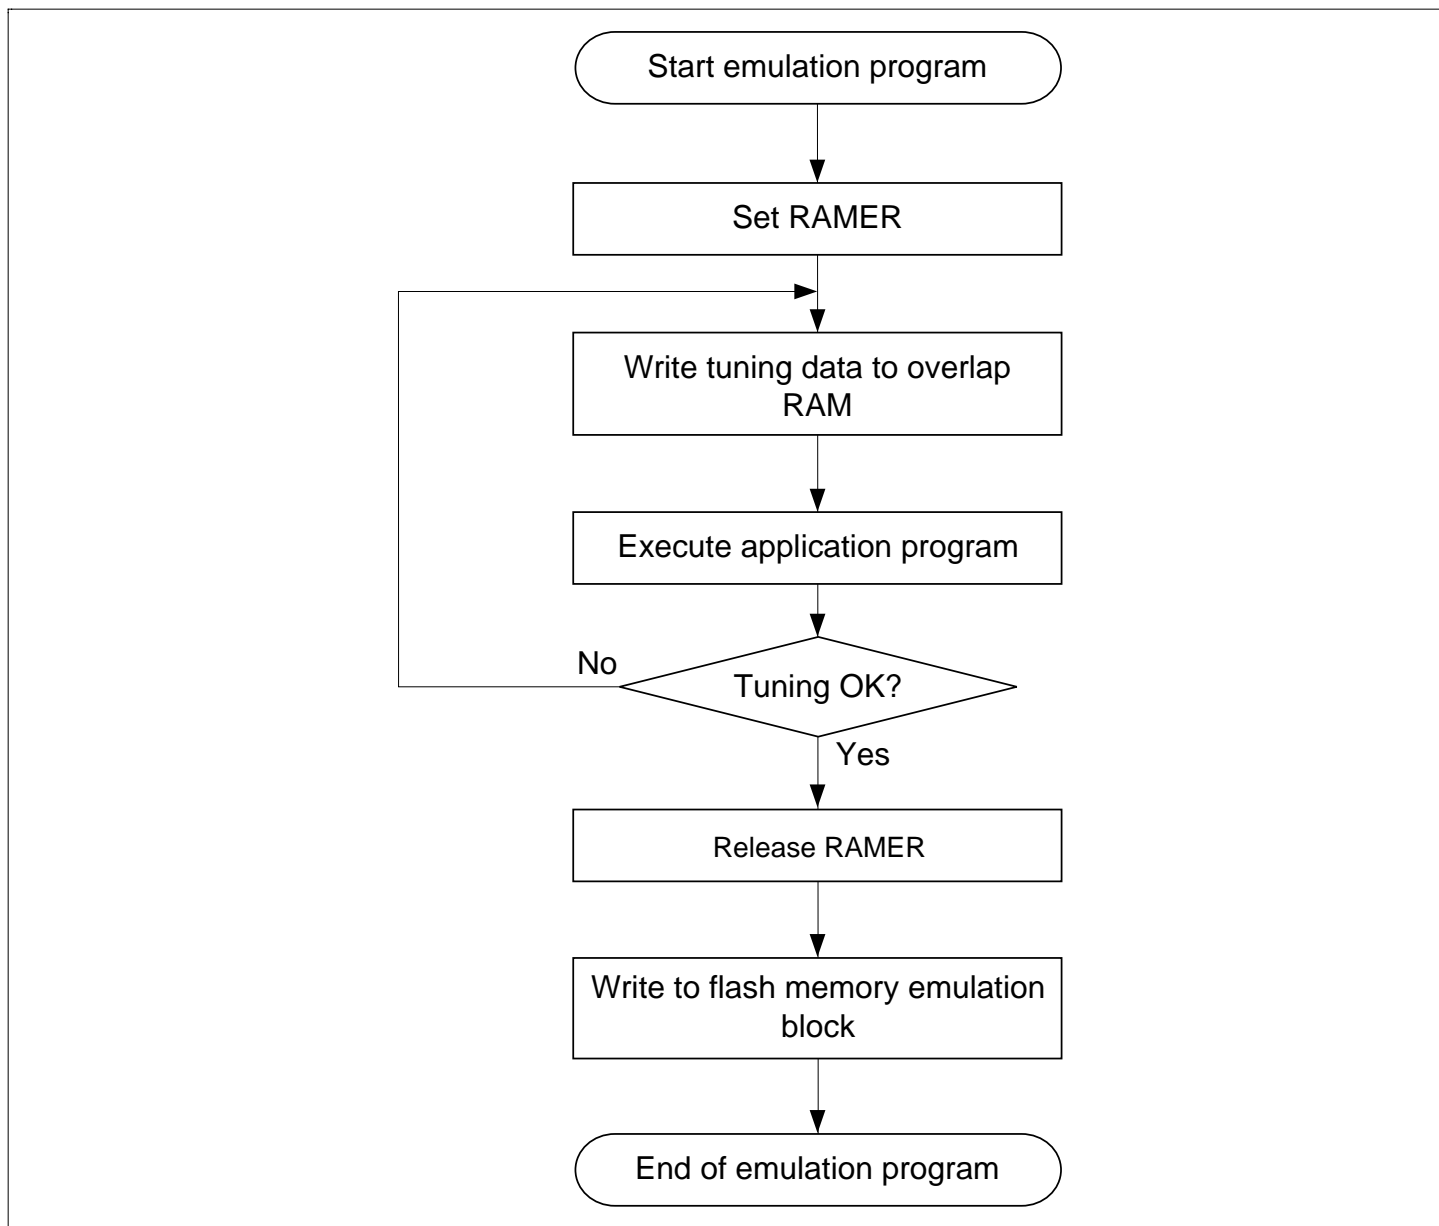 Start emulation program
Set RAMER
Write tuning data to overlap
RAM
Execute application program
No
Tuning OK?
Yes
Release RAMER
Write to flash memory emulation
block
End of emulation program